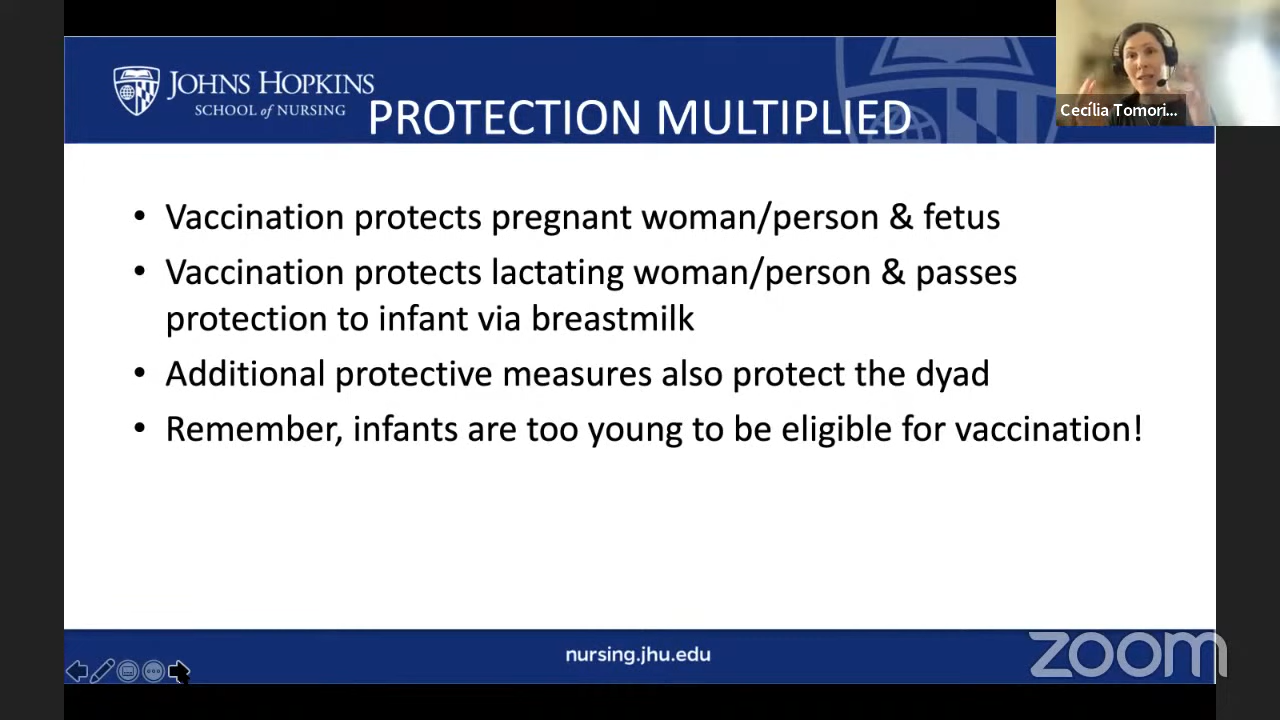 JOHNS HOPKINS
SCHOOL of NURSING
PROTECTION MULTIPLIED
Cecília Tomori...
• Vaccination protects pregnant woman/person & fetus
• Vaccination protects lactating woman/person & passes
protection to infant via breastmilk
• Additional protective measures also protect the dyad
• Remember, infants are too young to be eligible for vaccination!
nursing.jhu.edu
zoom